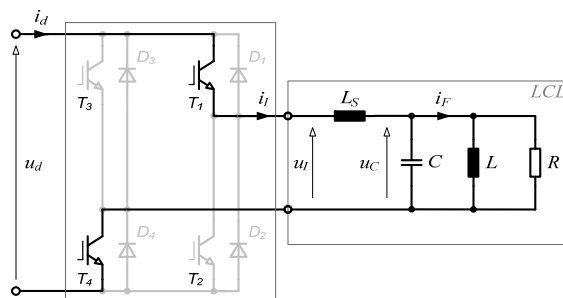 i_d
D_3
D_1
LCL
T_3
T_1
i_I
L_S
i_F
u_d
u_I
u_C
C
L
R
D_4
D_2
T_4
T_2